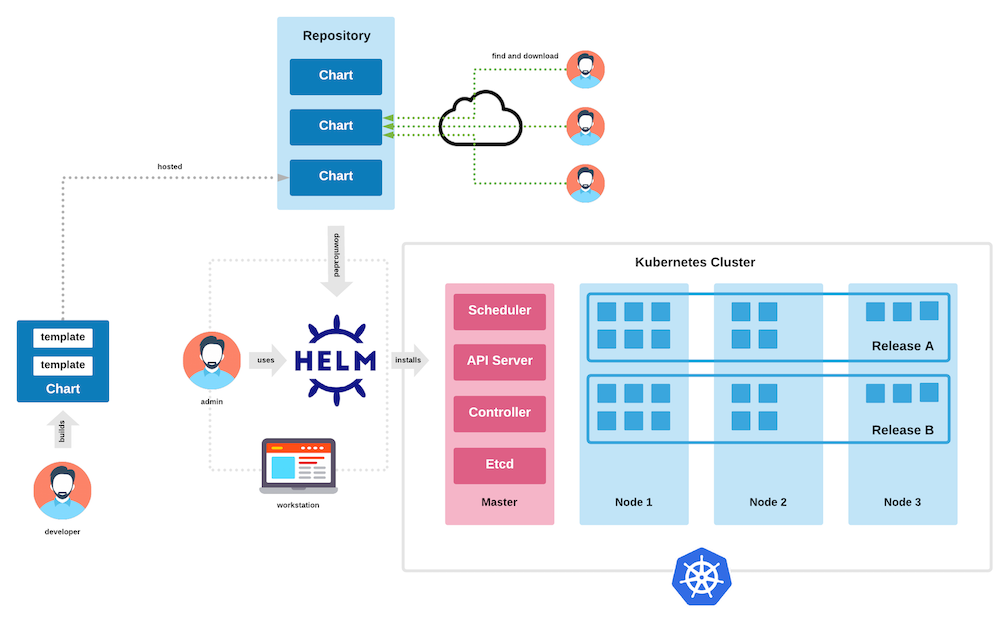 Repository
Chart
Chart
Chart
find and download
hosted
downloaded
template
template
Chart
builds
developer
admin
uses
HELM
installs
workstation
Kubernetes Cluster
Scheduler
API Server
Controller
Etcd
Master
Release A
Release B
Node 1
Node 2
Node 3